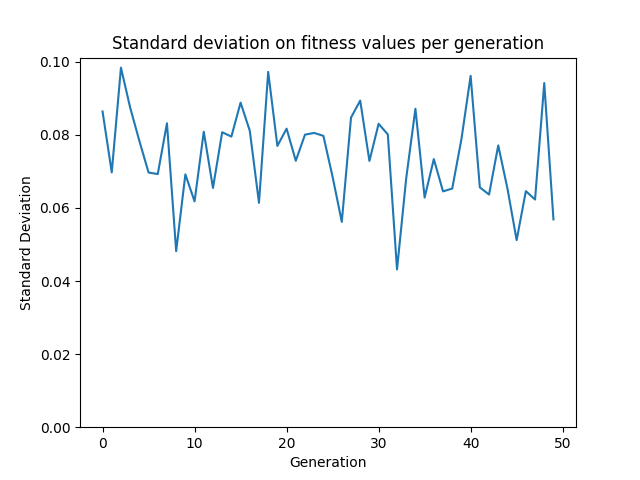 Standard deviation on fitness values per generation
0.10
0.08
0.06
0.04
0.02
0.00
Standard Deviation
0 10 20 30 40 50
Generation